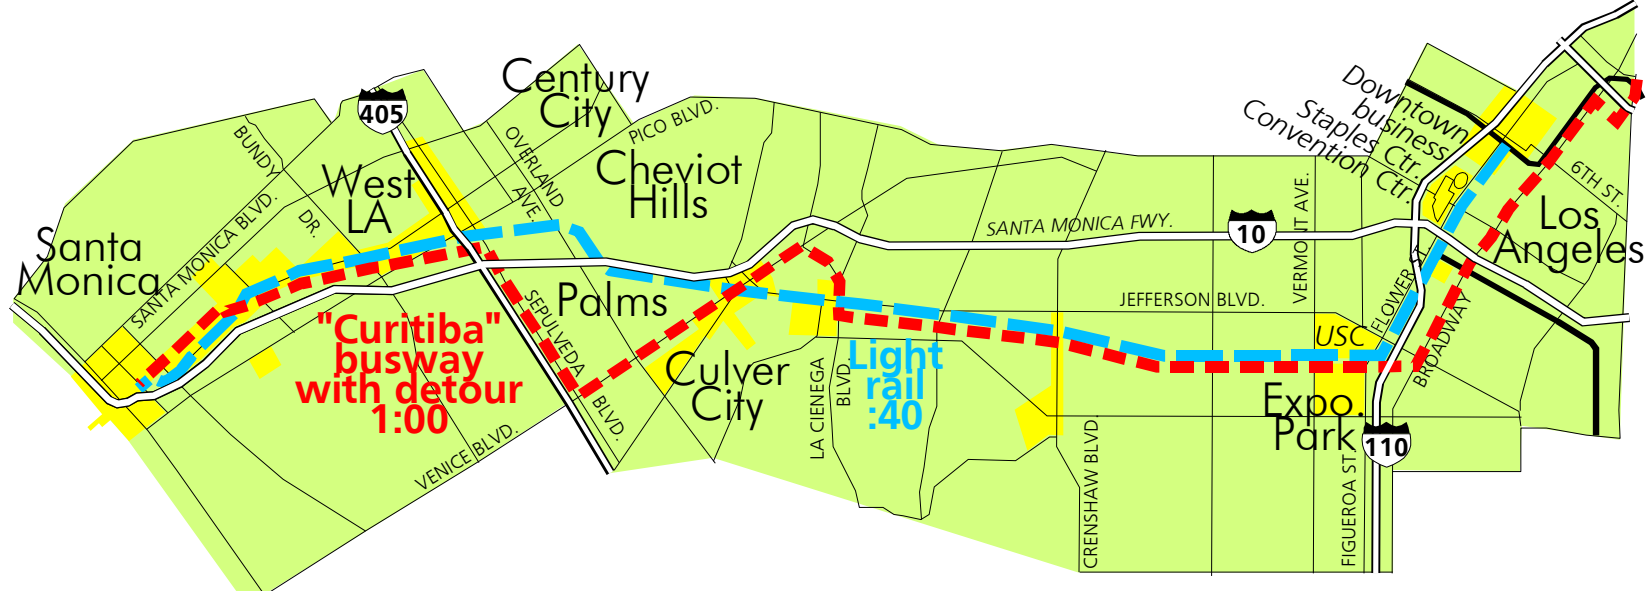 Century
City
405
BUNDY
DR.
OVERLAND
AVE.
PICO BLVD.
Cheviot
Hills
West
LA
Santa
Monica
SANTA MONICA BLVD.
Downtown
business
Staples Ctr.
Convention Ctr.
6TH ST.
Los
Angeles
SANTA MONICA FWY.
10
VERMONT AVE.
JEFFERSON BLVD.
FLOWER ST.
BROADWAY
USC
Palms
SEPULVEDA
BLVD.
"Curitiba"
busway
with detour
1:00
VENICE BLVD.
Culver
City
LA CIENEGA
BLVD.
Light
rail
:40
CRENSHAW BLVD.
Expo.
Park
110
FIGUEROA ST.